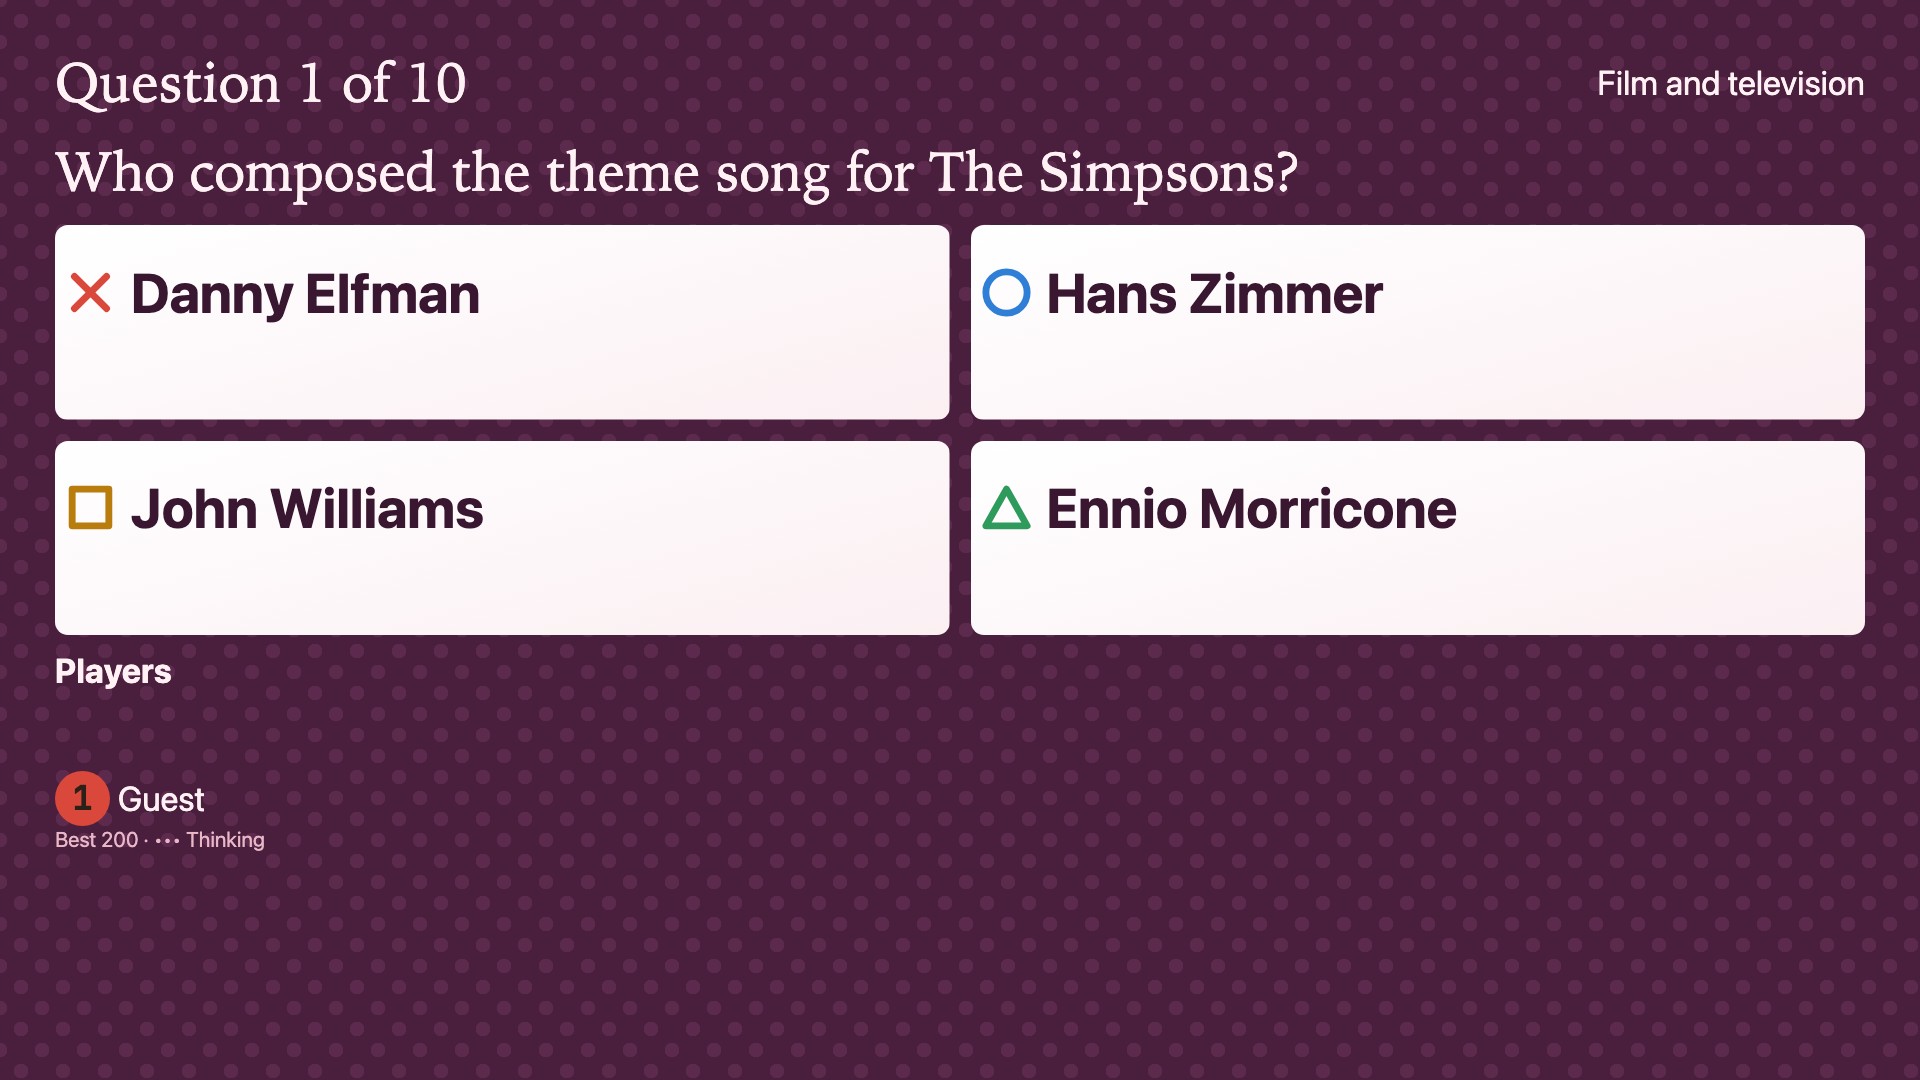 Question 1 of 10
Film and television
Who composed the theme song for The Simpsons?
Danny Elfman
Hans Zimmer
John Williams
Ennio Morricone
Players
1 Guest
Best 200 · ••• Thinking